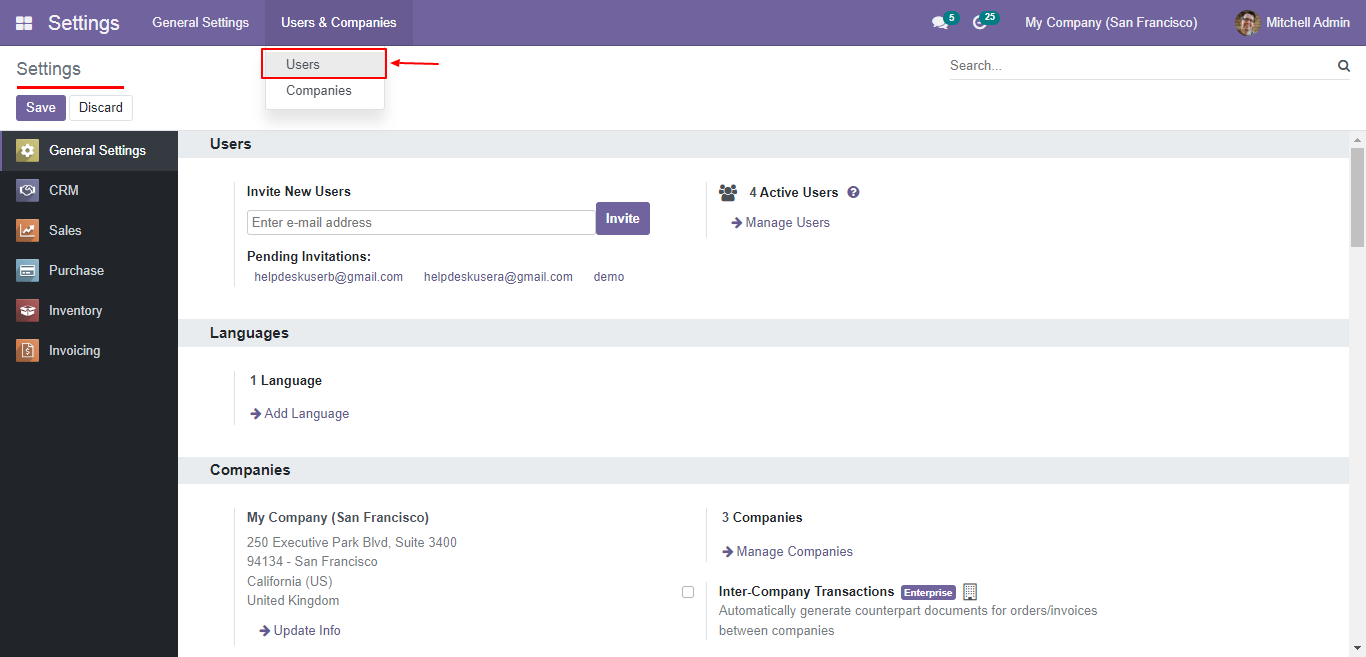 Settings General Settings Users & Companies 5 25 My Company (San Francisco) Mitchell Admin
Settings
Users
Companies
Search...
Save Discard
General Settings
CRM
Sales
Purchase
Inventory
Invoicing
Users
Invite New Users
Enter e-mail address Invite
Pending Invitations:
helpdeskuserb@gmail.com helpdeskusera@gmail.com demo
4 Active Users ?
Manage Users
Languages
1 Language
Add Language
Companies
My Company (San Francisco)
250 Executive Park Blvd, Suite 3400
94134 - San Francisco
California (US)
United Kingdom
Update Info
3 Companies
Manage Companies
Inter-Company Transactions Enterprise
Automatically generate counterpart documents for orders/invoices
between companies